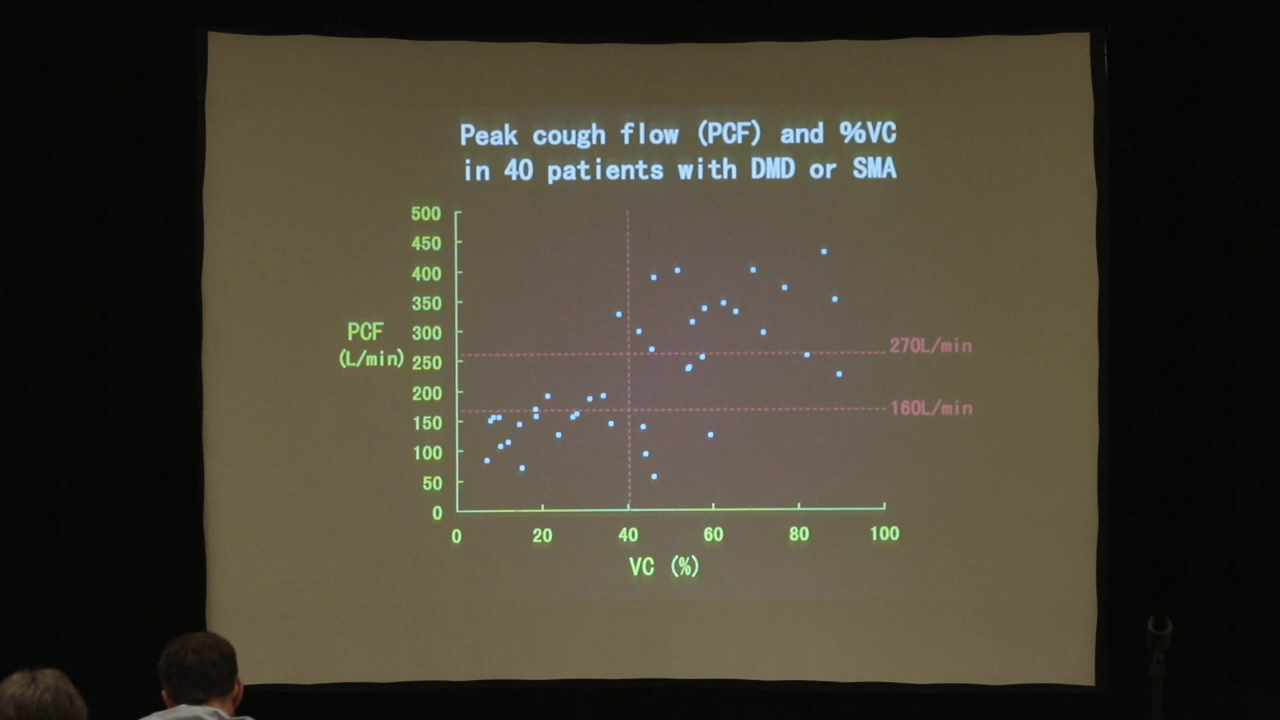 Peak cough flow (PCF) and %VC
in 40 patients with DMD or SMA
500
450
400
350
300
250
200
150
100
50
0
PCF
(L/min)
270L/min
160L/min
0 20 40 60 80 100
VC (%)